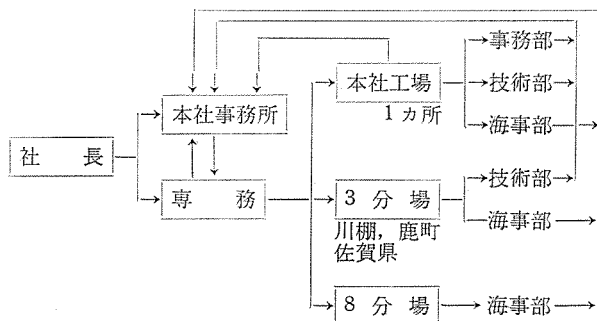 事務部
本社工場
技術部
本社事務所
1ヵ所
海事部
社長
技術部
専務
3分場
川棚，鹿町
海事部
佐賀県
8分場
海事部